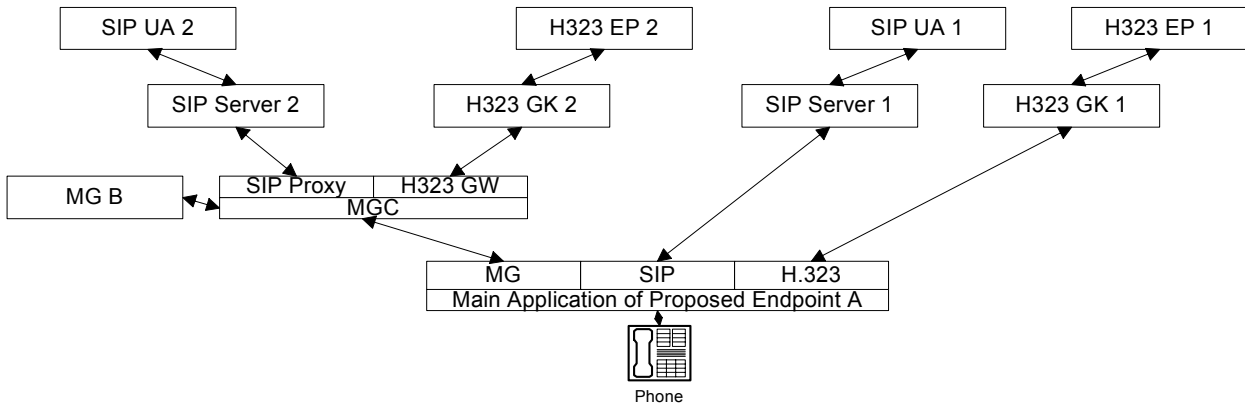 SIP UA 2
H323 EP 2
SIP UA 1
H323 EP 1
SIP Server 2
H323 GK 2
SIP Server 1
H323 GK 1
MG B
SIP Proxy
H323 GW
MGC
MG
SIP
H.323
Main Application of Proposed Endpoint A
Phone